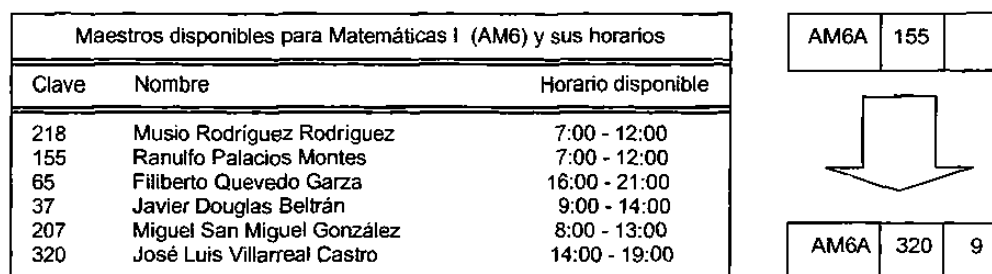 Maestros disponibles para Matemáticas I (AM6) y sus horarios
Clave Nombre Horario disponible
218 Musio Rodríguez Rodriguez 7:00 - 12:00
155 Ranulfo Palacios Montes 7:00 - 12:00
65 Filiberto Quevedo Garza 16:00 - 21:00
37 Javier Douglas Beltrán 9:00 - 14:00
207 Miguel San Miguel González 8:00 - 13:00
320 José Luis Villarreal Castro 14:00 - 19:00
AM6A 155
AM6A 320 9